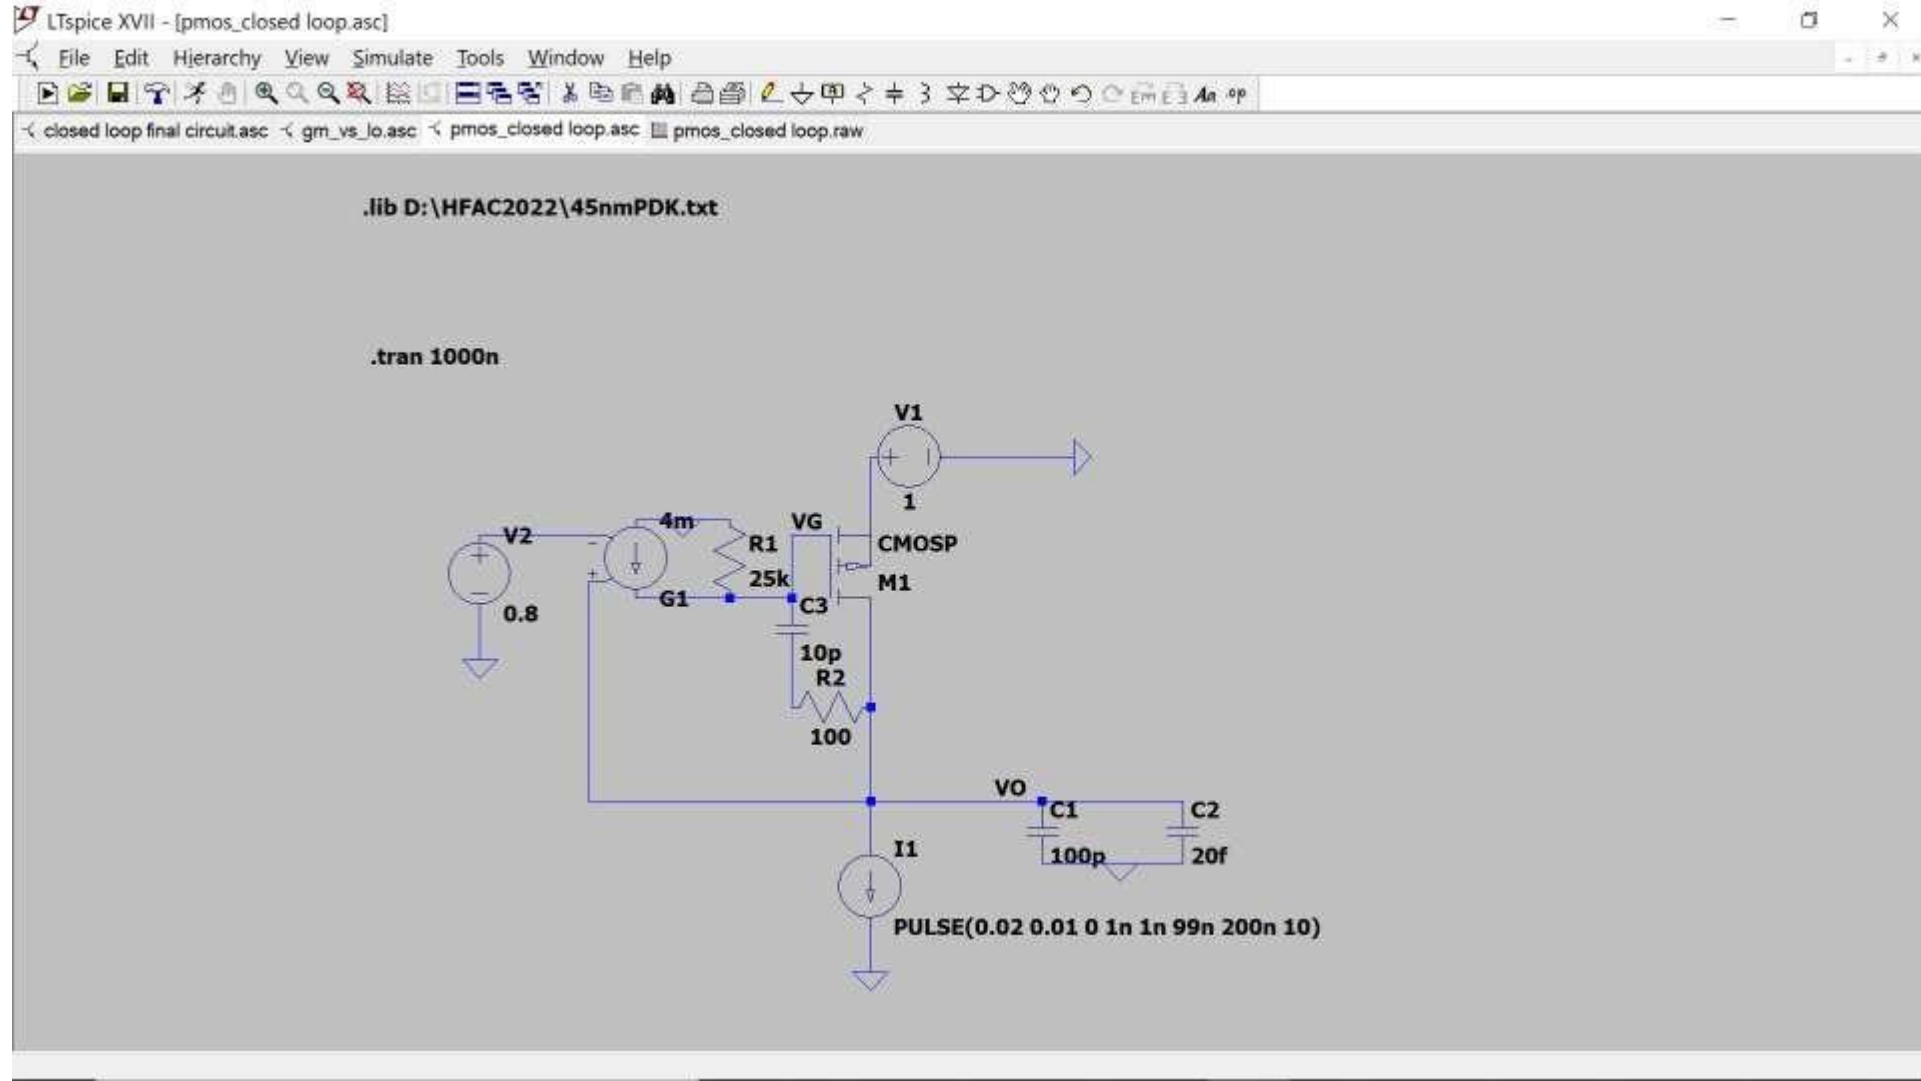 LTspice XVII - [pmos_closed loop.asc]
File Edit Hierarchy View Simulate Tools Window Help
closed loop final circuit.asc gm_vs_lo.asc pmos_closed loop.asc pmos_closed loop.raw
.lib D:\HFAC2022\45nmPDK.txt
.tran 1000n
V1
1
V2
0.8
4m
G1
R1
25k
VG
CMOSP
M1
C3
10p
R2
100
VO
C1
100p
C2
20f
I1
PULSE(0.02 0.01 0 1n 1n 99n 200n 10)